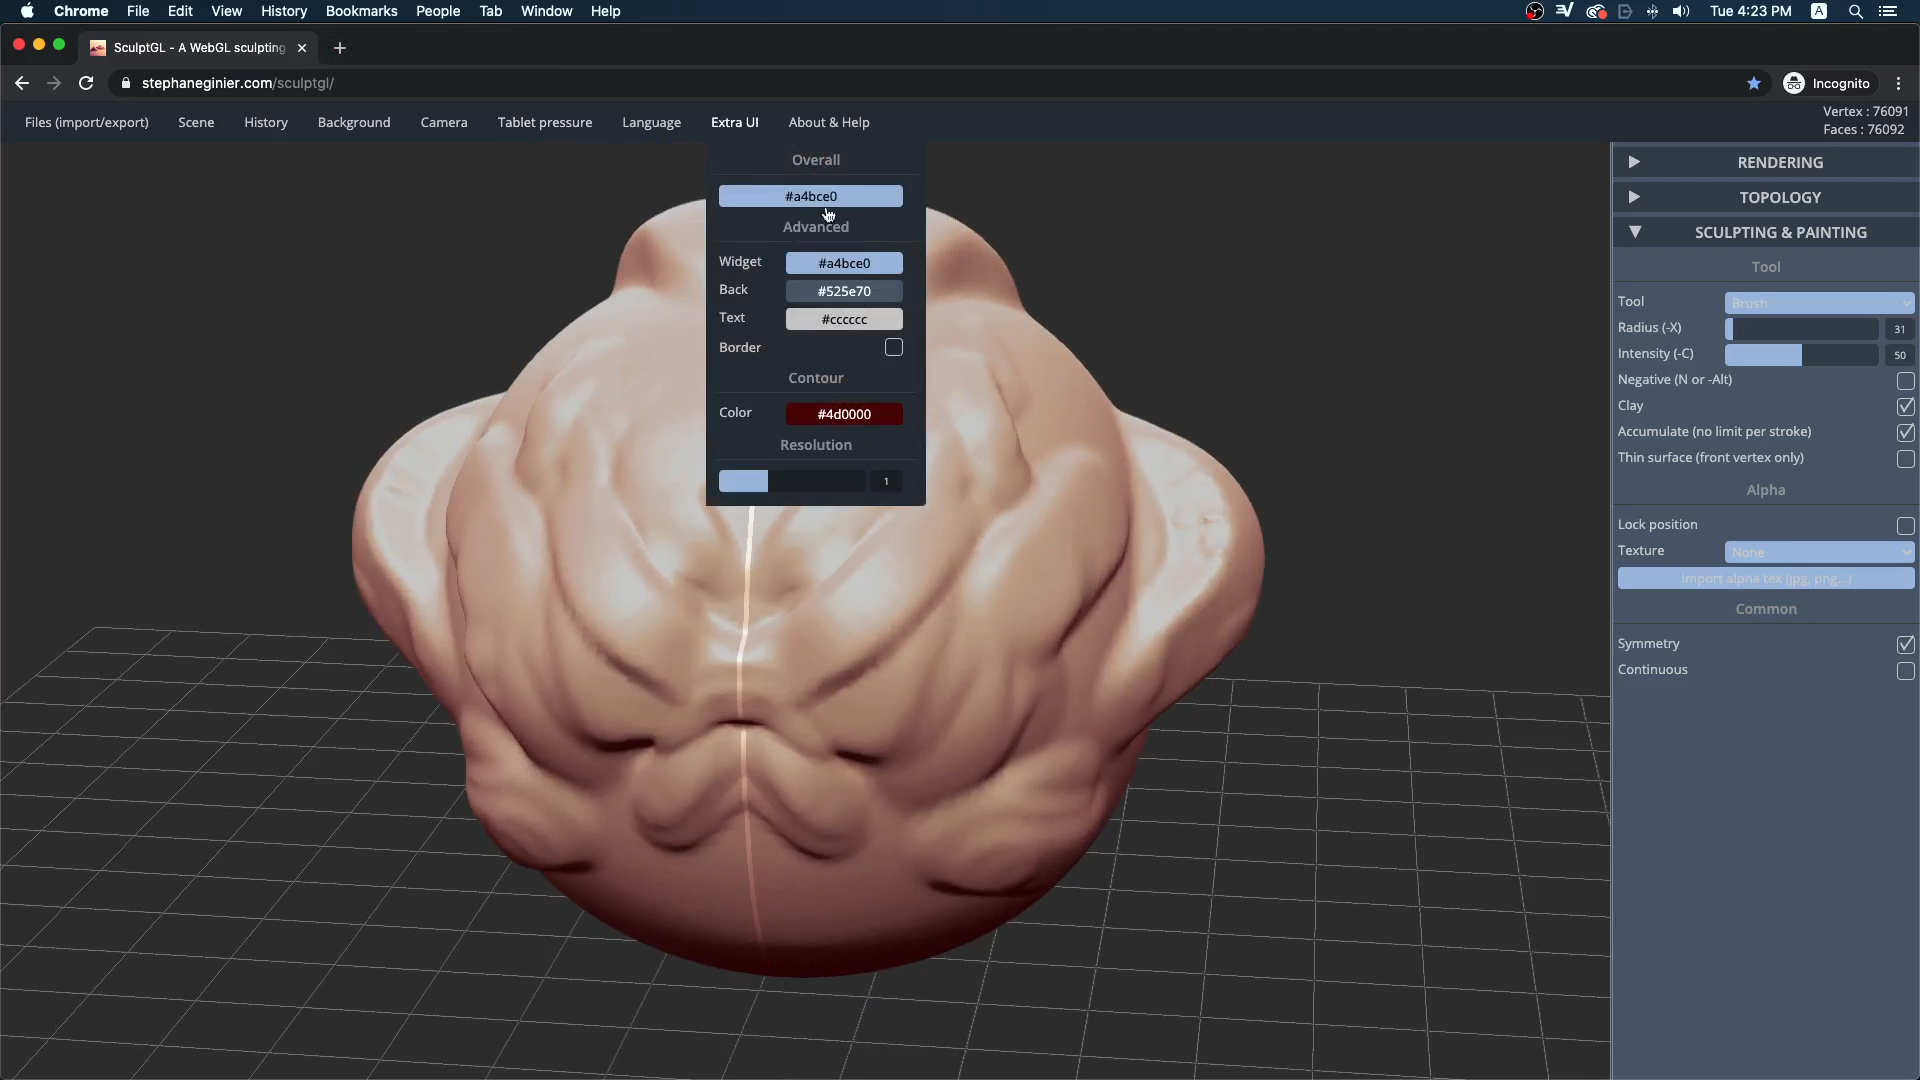 Chrome File Edit View History Bookmarks People Tab Window Help Tue 4:23 PM A
SculptGL - A WebGL sculpting
stephaneginier.com/sculptgl/ Incognito
Files (import/export) Scene History Background Camera Tablet pressure Language Extra UI About & Help
Vertex : 76091
Faces : 76092
Overall
#a4bce0
Advanced
Widget #a4bce0
Back #525e70
Text #cccccc
Border
Contour
Color #4d0000
Resolution
1
RENDERING
TOPOLOGY
SCULPTING & PAINTING
Tool
Tool Brush
Radius (-X) 31
Intensity (-C) 50
Negative (N or -Alt)
Clay
Accumulate (no limit per stroke)
Thin surface (front vertex only)
Alpha
Lock position
Texture None
Import alpha tex (jpg, png...)
Common
Symmetry
Continuous